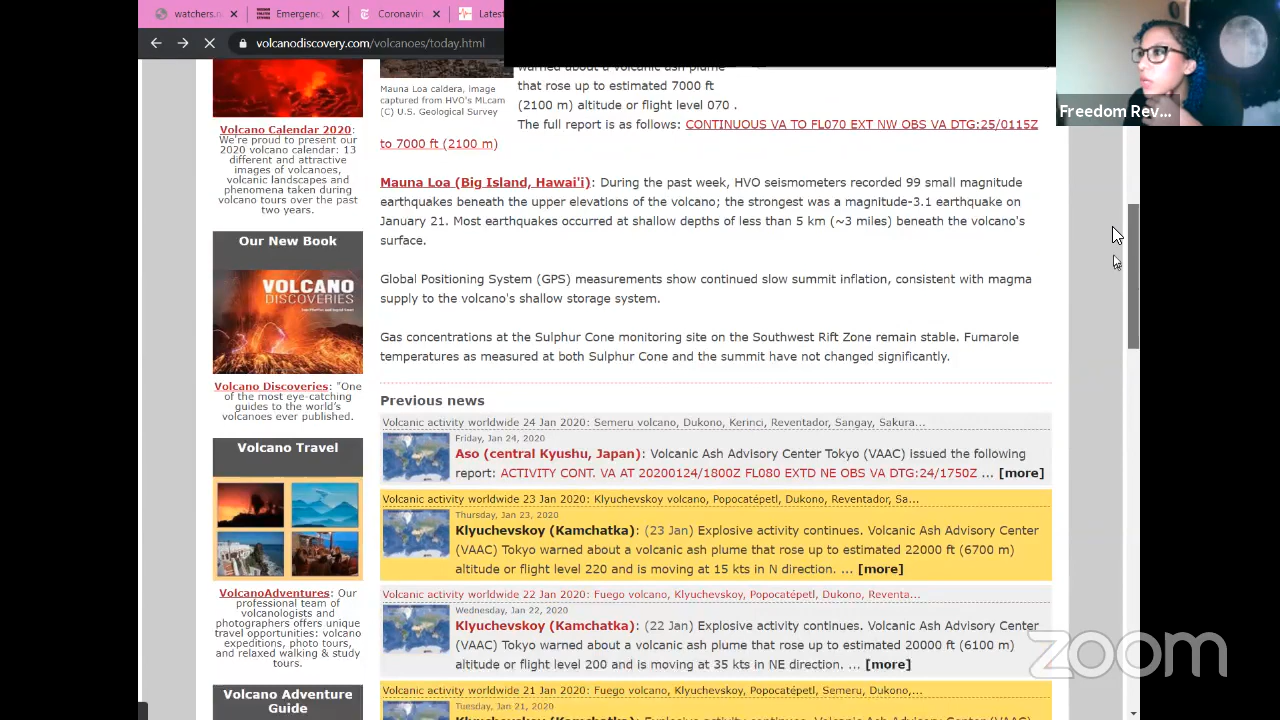 watchers.n
Emergency
Coronavir
Latest
volcanodiscovery.com/volcanoes/today.html
Freedom Rev...
Mauna Loa caldera, image
captured from HVO's MLcam
(C) U.S. Geological Survey
warned about a volcanic ash plume
that rose up to estimated 7000 ft
(2100 m) altitude or flight level 070 .
The full report is as follows: CONTINUOUS VA TO FL070 EXT NW OBS VA DTG:25/0115Z
to 7000 ft (2100 m)
Mauna Loa (Big Island, Hawai'i): During the past week, HVO seismometers recorded 99 small magnitude
earthquakes beneath the upper elevations of the volcano; the strongest was a magnitude-3.1 earthquake on
January 21. Most earthquakes occurred at shallow depths of less than 5 km (~3 miles) beneath the volcano's
surface.
Global Positioning System (GPS) measurements show continued slow summit inflation, consistent with magma
supply to the volcano's shallow storage system.
Gas concentrations at the Sulphur Cone monitoring site on the Southwest Rift Zone remain stable. Fumarole
temperatures as measured at both Sulphur Cone and the summit have not changed significantly.
Previous news
Volcanic activity worldwide 24 Jan 2020: Semeru volcano, Dukono, Kerinci, Reventador, Sangay, Sakura...
Friday, Jan 24, 2020
Aso (central Kyushu, Japan): Volcanic Ash Advisory Center Tokyo (VAAC) issued the following
report: ACTIVITY CONT. VA AT 20200124/1800Z FL080 EXTD NE OBS VA DTG:24/1750Z ... [more]
Volcanic activity worldwide 23 Jan 2020: Klyuchevskoy volcano, Popocatépetl, Dukono, Reventador, Sa...
Thursday, Jan 23, 2020
Klyuchevskoy (Kamchatka): (23 Jan) Explosive activity continues. Volcanic Ash Advisory Center
(VAAC) Tokyo warned about a volcanic ash plume that rose up to estimated 22000 ft (6700 m)
altitude or flight level 220 and is moving at 15 kts in N direction. ... [more]
Volcanic activity worldwide 22 Jan 2020: Fuego volcano, Klyuchevskoy, Popocatépetl, Dukono, Reventa...
Wednesday, Jan 22, 2020
Klyuchevskoy (Kamchatka): (22 Jan) Explosive activity continues. Volcanic Ash Advisory Center
(VAAC) Tokyo warned about a volcanic ash plume that rose up to estimated 20000 ft (6100 m)
altitude or flight level 200 and is moving at 35 kts in NE direction. ... [more]
Volcanic activity worldwide 21 Jan 2020: Fuego volcano, Klyuchevskoy, Popocatépetl, Semeru, Dukono,...
Tuesday, Jan 21, 2020
Volcano Calendar 2020:
We're proud to present our
2020 volcano calendar: 13
different and attractive
images of volcanoes,
volcanic landscapes and
phenomena taken during
volcano tours over the past
two years.
Our New Book
VOLCANO
DISCOVERIES
Volcano Discoveries: "One
of the most eye-catching
guides to the world's
volcanoes ever published.
Volcano Travel
VolcanoAdventures: Our
professional team of
volcanologists and
photographers offers unique
travel opportunities: volcano
expeditions, photo tours,
and relaxed walking & study
tours.
Volcano Adventure
Guide
zoom